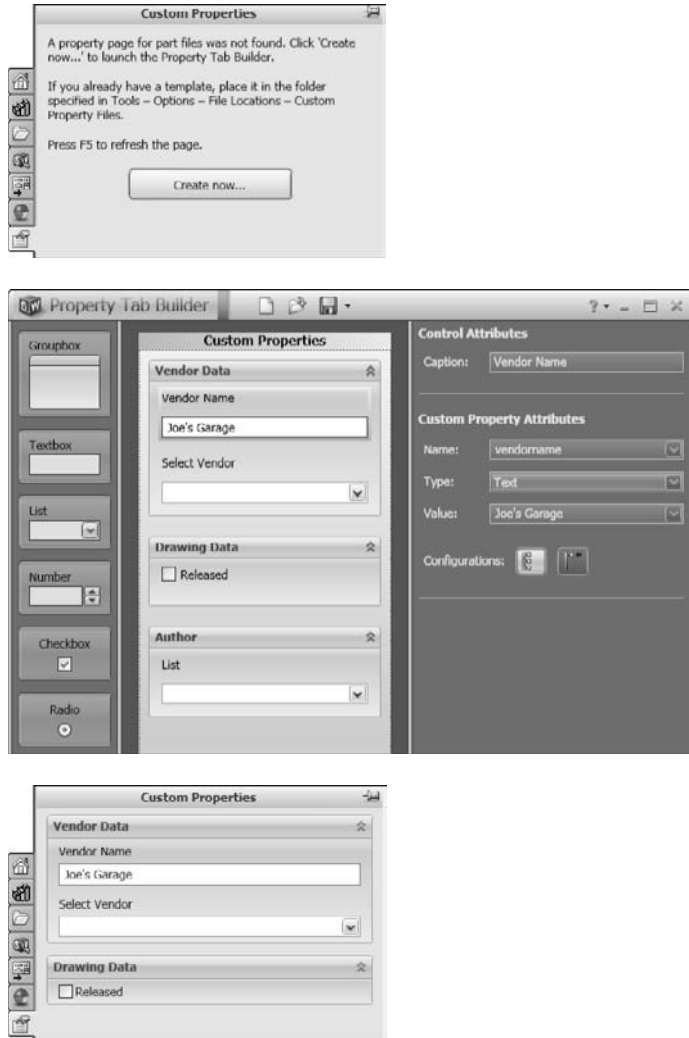 Custom Properties
A property page for part files was not found. Click 'Create
now...' to launch the Property Tab Builder.
If you already have a template, place it in the folder
specified in Tools – Options – File Locations – Custom
Property Files.
Press F5 to refresh the page.
Create now...
Property Tab Builder
?
Groupbox
Textbox
List
Number
Checkbox
Radio
Custom Properties
Vendor Data
Vendor Name
Joe's Garage
Select Vendor
Drawing Data
Released
Author
List
Control Attributes
Caption: Vendor Name
Custom Property Attributes
Name: vendorname
Type: Text
Value: Joe's Garage
Configurations:
Custom Properties
Vendor Data
Vendor Name
Joe's Garage
Select Vendor
Drawing Data
Released